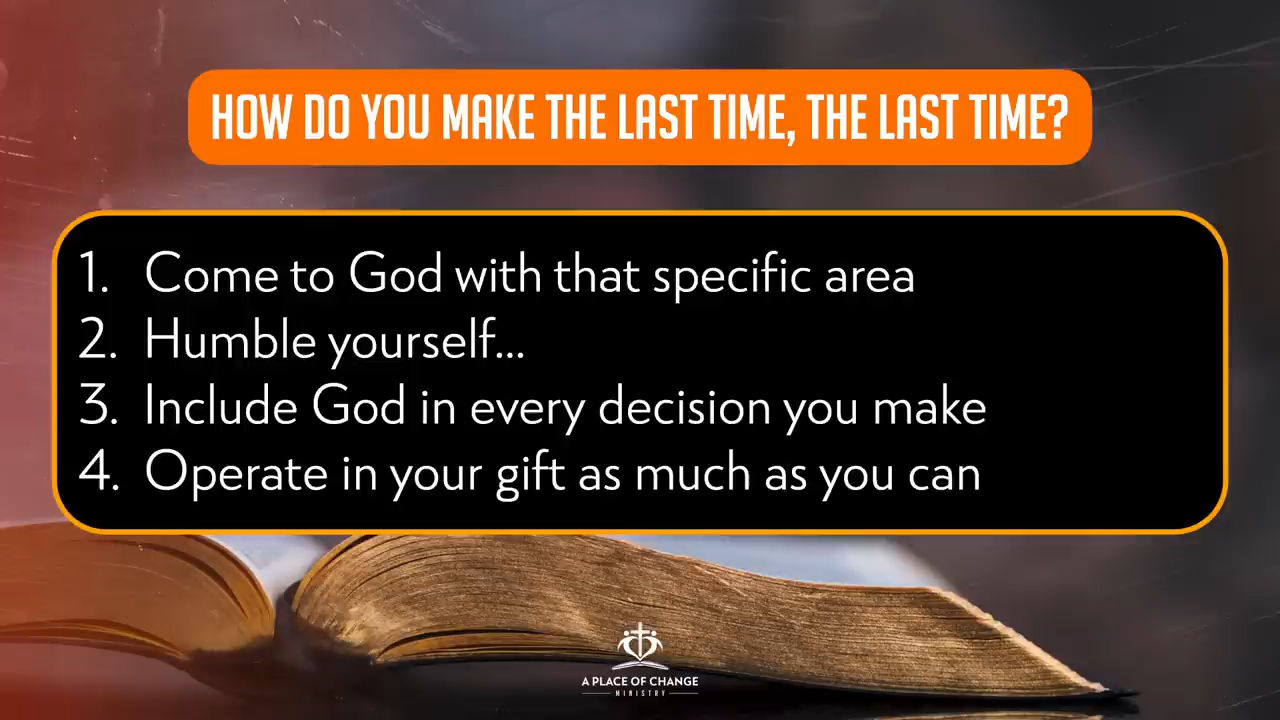 HOW DO YOU MAKE THE LAST TIME, THE LAST TIME?
1. Come to God with that specific area
2. Humble yourself...
3. Include God in every decision you make
4. Operate in your gift as much as you can
A PLACE OF CHANGE
MINISTRY